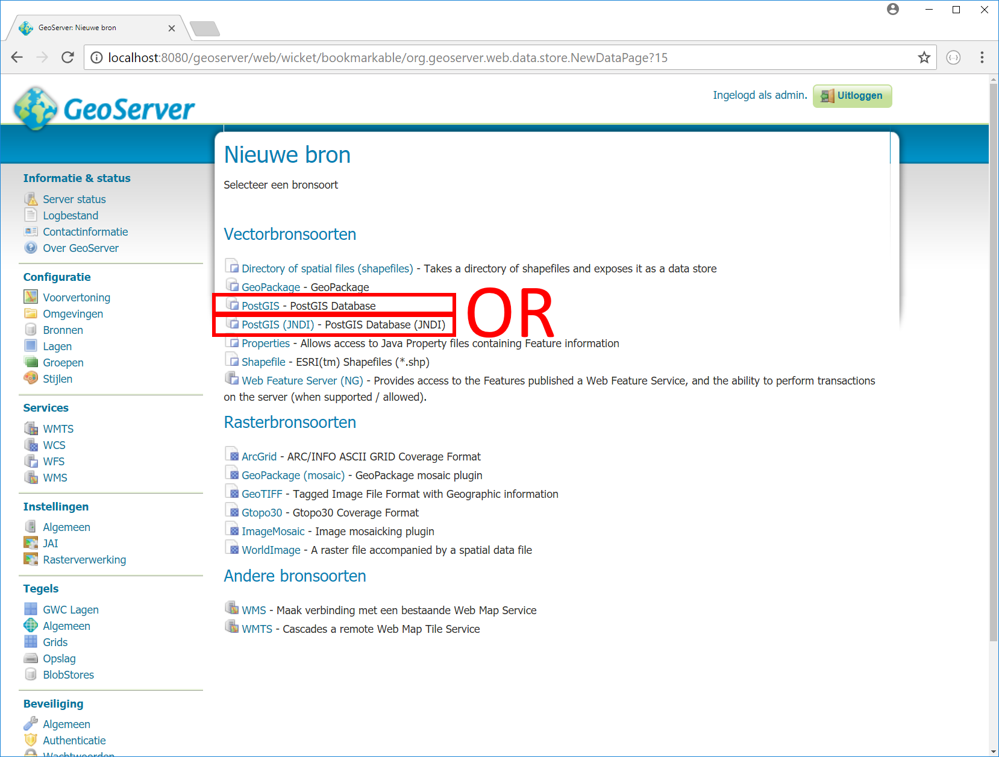 GeoServer: Nieuwe bron
localhost:8080/geoserver/web/wicket/bookmarkable/org.geoserver.web.data.store.NewDataPage?15
GeoServer
Ingelogd als admin.
Uitloggen
Informatie & status
Server status
Logbestand
Contactinformatie
Over GeoServer
Configuratie
Voorvertoning
Omgevingen
Bronnen
Lagen
Groepen
Stijlen
Services
WMTS
WCS
WFS
WMS
Instellingen
Algemeen
JAI
Rasterverwerking
Tegels
GWC Lagen
Algemeen
Grids
Opslag
BlobStores
Beveiliging
Algemeen
Authenticatie
Wachtwoorden
Nieuwe bron
Selecteer een bronsoort
Vectorbronsoorten
Directory of spatial files (shapefiles) - Takes a directory of shapefiles and exposes it as a data store
GeoPackage - GeoPackage
PostGIS - PostGIS Database
PostGIS (JNDI) - PostGIS Database (JNDI)
OR
Properties - Allows access to Java Property files containing Feature information
Shapefile - ESRI(tm) Shapefiles (*.shp)
Web Feature Server (NG) - Provides access to the Features published a Web Feature Service, and the ability to perform transactions
on the server (when supported / allowed).
Rasterbronsoorten
ArcGrid - ARC/INFO ASCII GRID Coverage Format
GeoPackage (mosaic) - GeoPackage mosaic plugin
GeoTIFF - Tagged Image File Format with Geographic information
Gtopo30 - Gtopo30 Coverage Format
ImageMosaic - Image mosaicking plugin
WorldImage - A raster file accompanied by a spatial data file
Andere bronsoorten
WMS - Maak verbinding met een bestaande Web Map Service
WMTS - Cascades a remote Web Map Tile Service